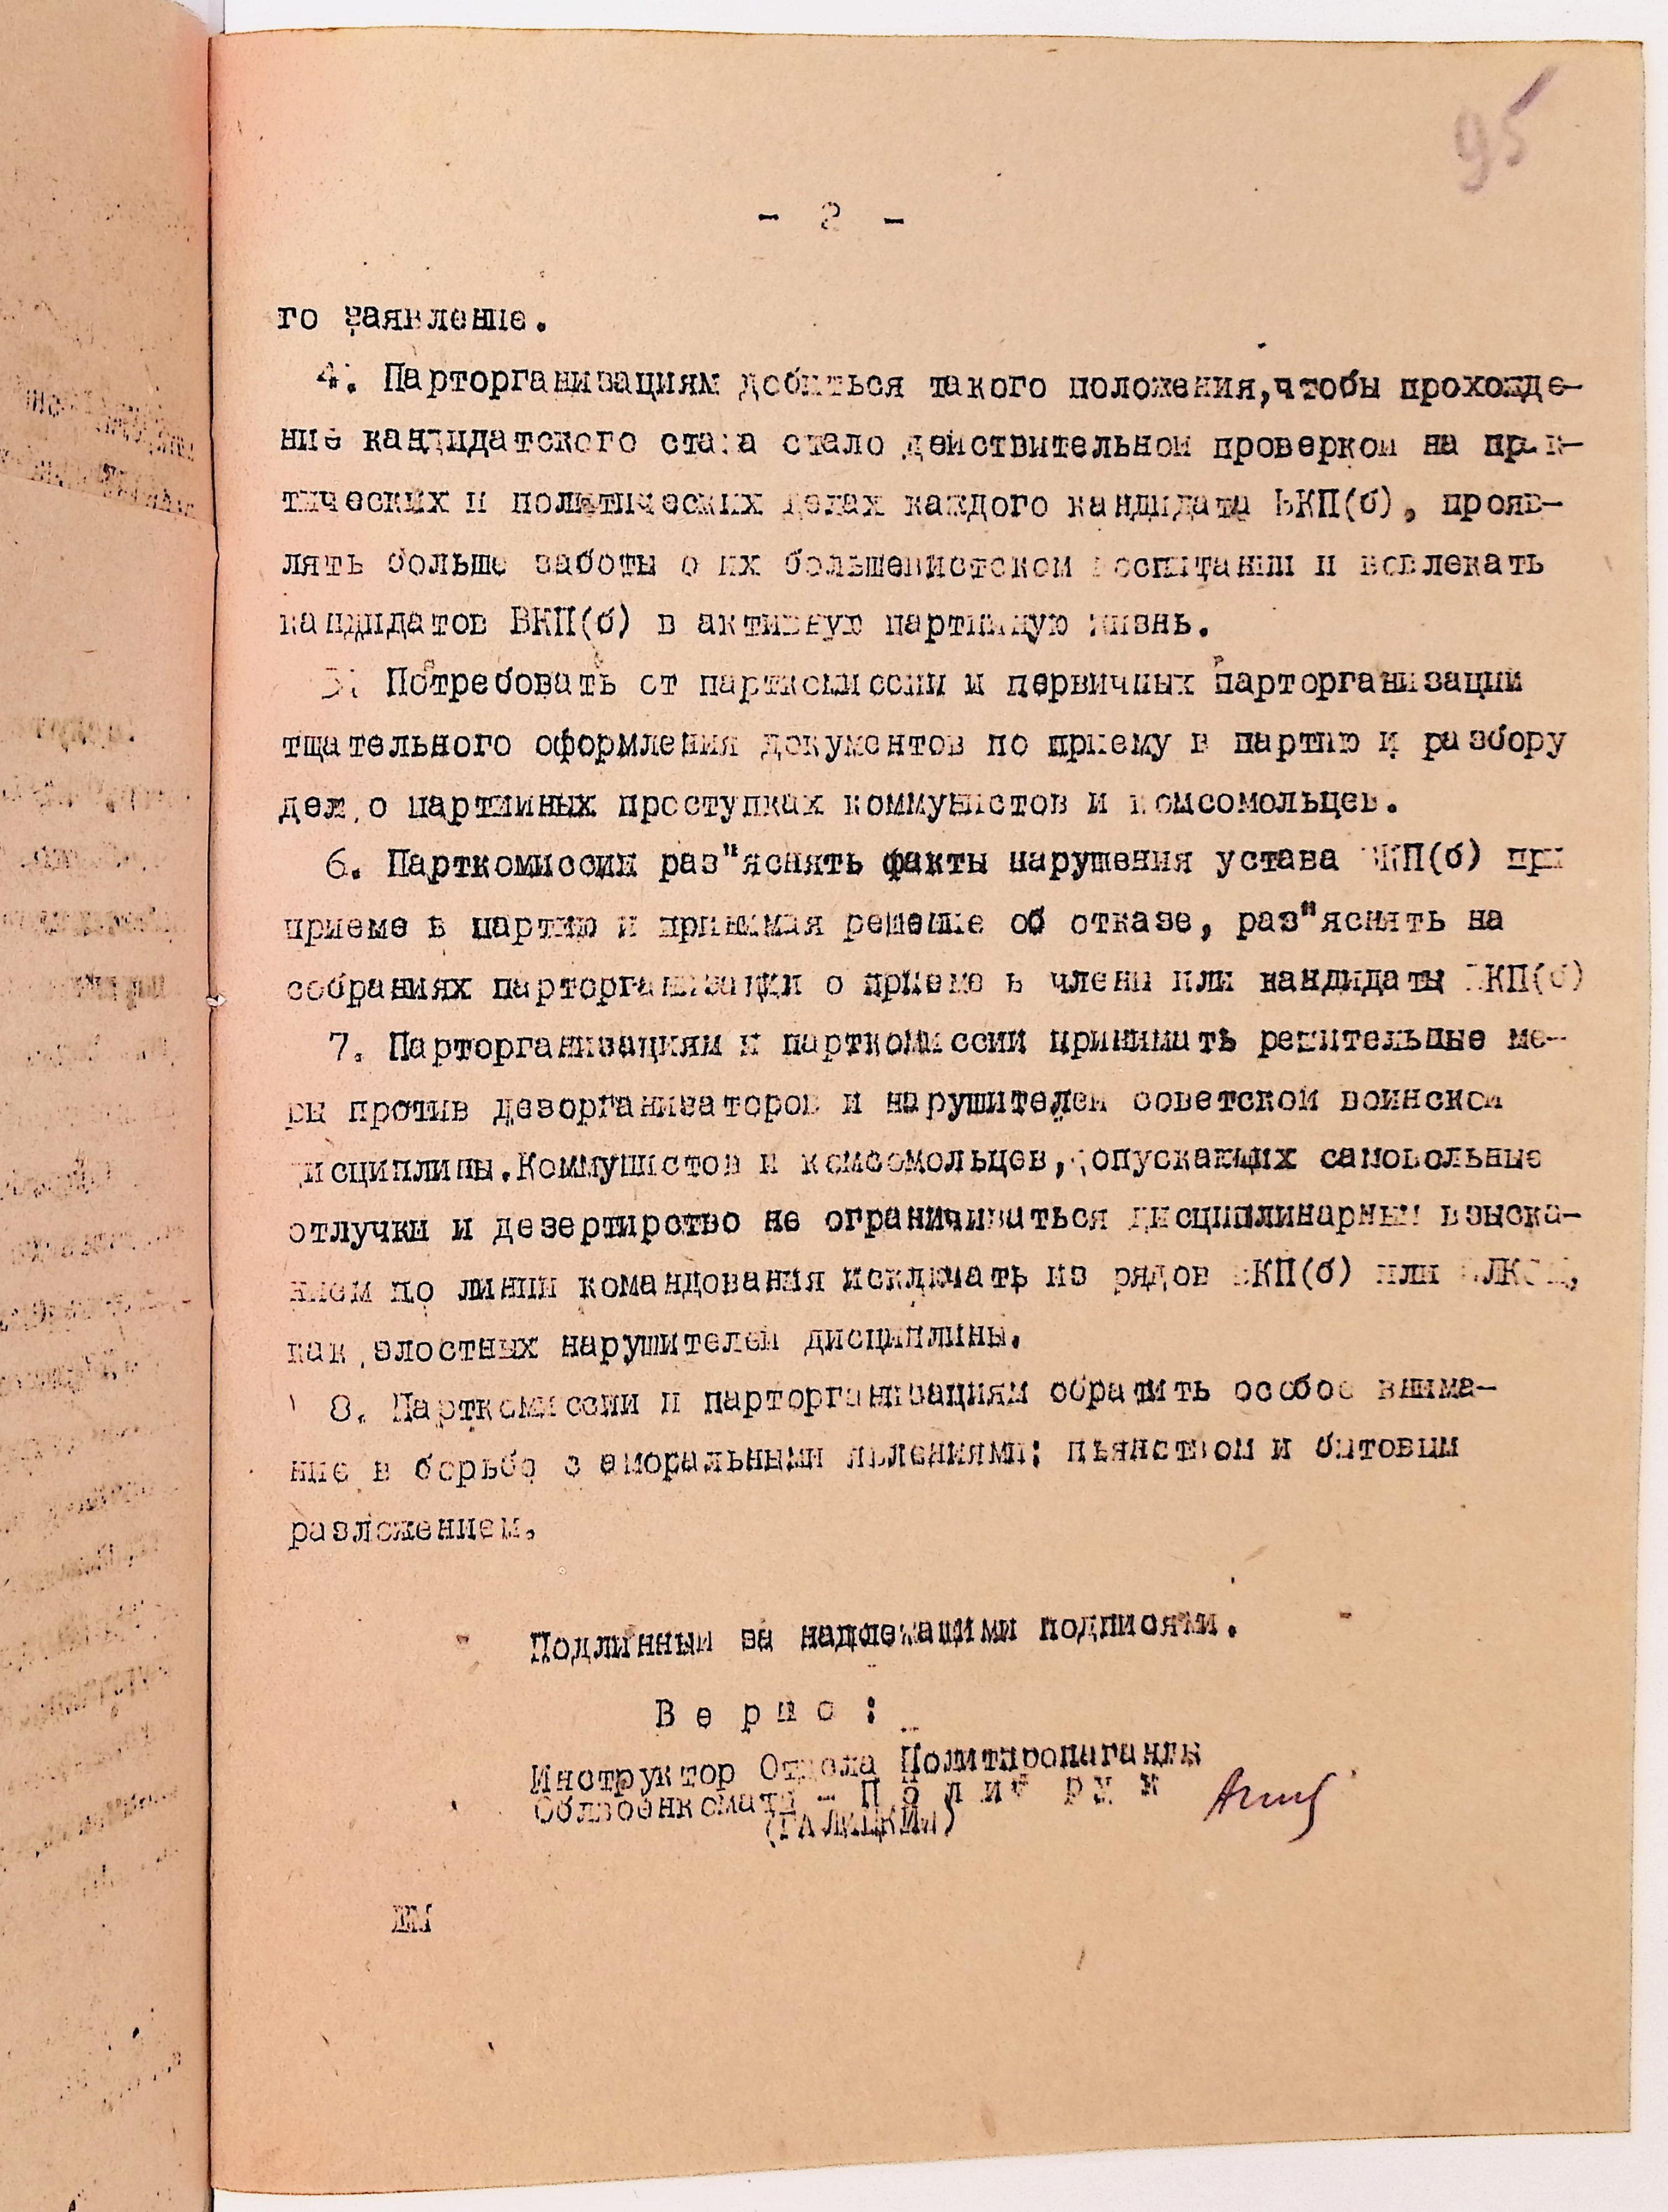 95
- 2 -
го заявление.
4. Парторганизациям добиться такого положения,чтобы прохожде-
ние кандидатского стажа стало действительной проверкой на прак-
тических и политических делах каждого кандидата ВКП(б), прояв-
лять больше заботы о их большевистском воспитании и вовлекать
кандидатов ВКП(б) в активную партийную жизнь.
5. Потребовать от парткомиссии и первичных парторганизаций
тщательного оформления документов по приему в партию и разбору
дел о партийных проступках коммунистов и комсомольцев.
6. Парткомиссии раз"яснять факты нарушения устава ВКП(б) при
приеме в партию и принимая решение об отказе, раз"яснять на
собраниях парторганизации о приеме в члены или кандидаты ВКП(б)
7. Парторганизациям и парткомиссии принимать решительные ме-
ры против дезорганизаторов и нарушителей советской воинской
дисциплины.Коммунистов и комсомольцев,допускающих самовольные
отлучки и дезертирство не ограничиваться дисциплинарным взыска-
нием по линии командования исключать из рядов ВКП(б) или ВЛКСМ,
как злостных нарушителей дисциплины.
8. Парткомиссии и парторганизациям обратить особое внима-
ние в борьбе с аморальными явлениями: пьянством и бытовым
разложением.
Подлинный за надлежащими подписями.
В е р н о :
Инструктор Отдела Политпропаганды
Облвоенкомата - П о л и т р у к
(ГАЛИЦКИЙ)